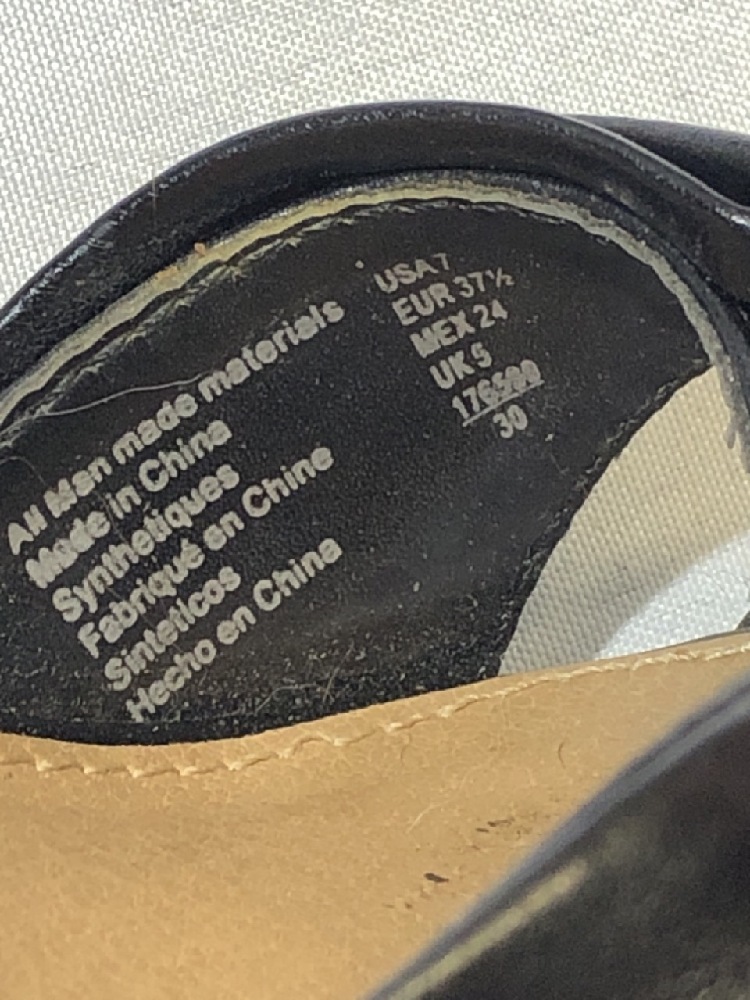 All Man made materials
Made in China
Synthetiques
Fabriqué en Chine
Sinteticos
Hecho en China
USA 7
EUR 37½
MEX 24
UK 5
176500
30